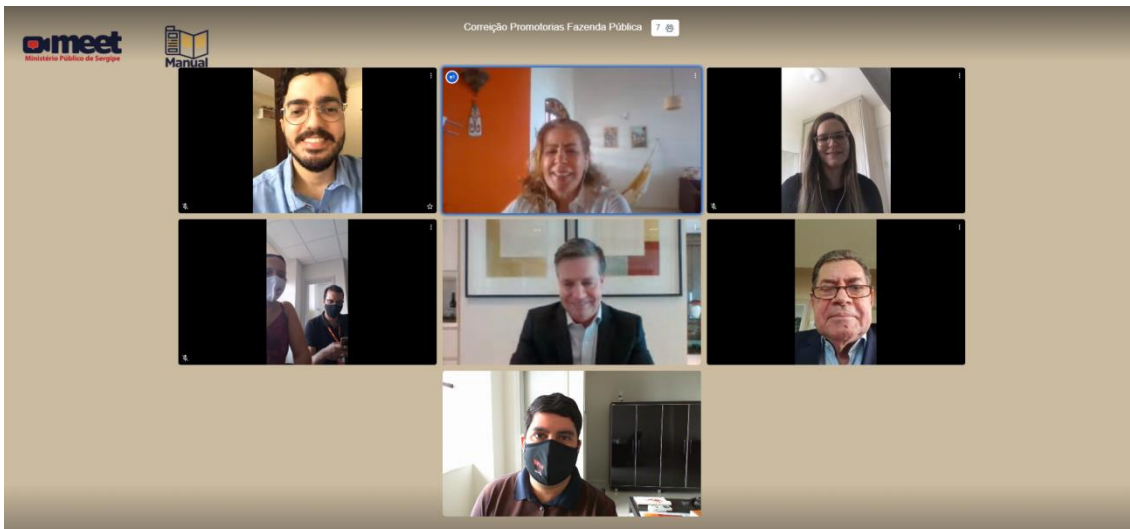 Correição Promotorias Fazenda Pública 7
meet
Ministério Público de Sergipe
Manual